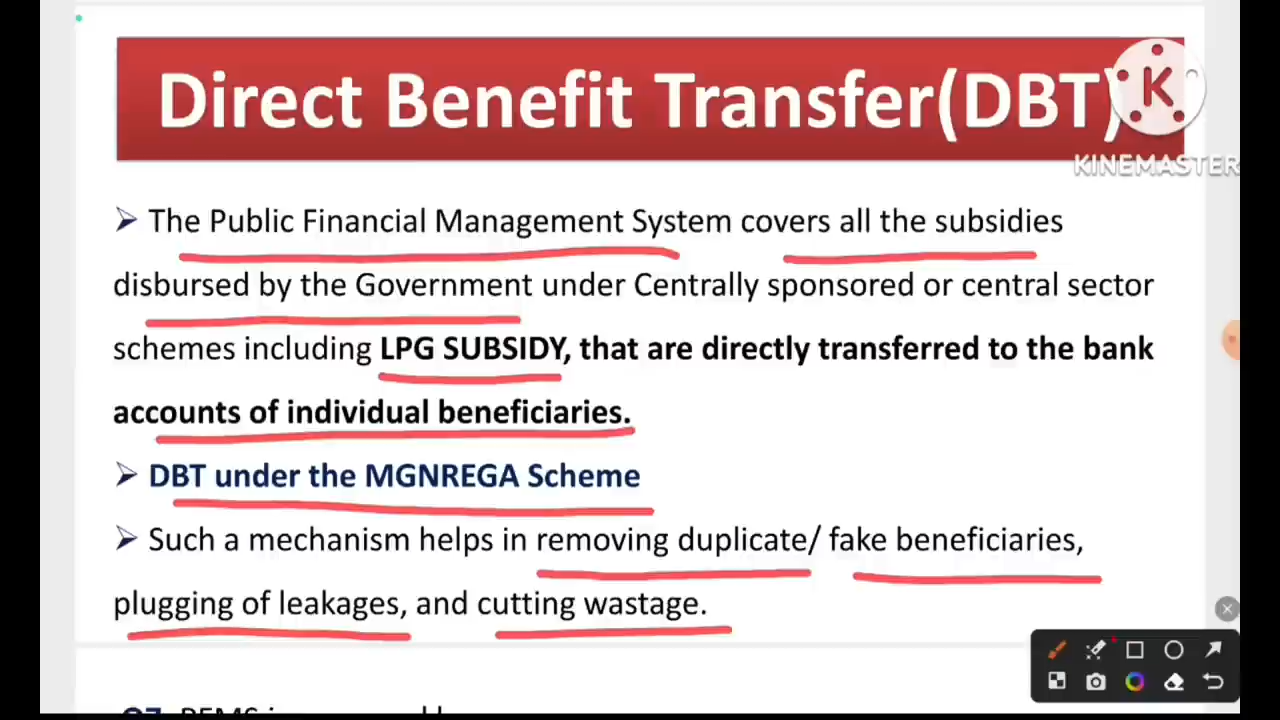 Direct Benefit Transfer(DBT)
K
KINEMASTER
➢ The Public Financial Management System covers all the subsidies
disbursed by the Government under Centrally sponsored or central sector
schemes including LPG SUBSIDY, that are directly transferred to the bank
accounts of individual beneficiaries.
➢ DBT under the MGNREGA Scheme
➢ Such a mechanism helps in removing duplicate/ fake beneficiaries,
plugging of leakages, and cutting wastage.